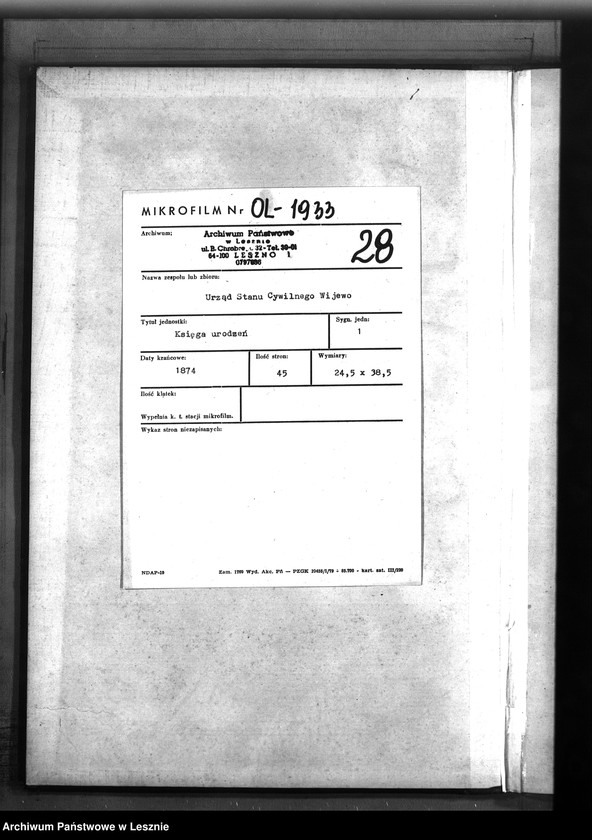 MIKROFILM Nr OL-1933
Archiwum:
Archiwum Państwowe
w Lesznie
64-100 LESZNO 1
28
Nazwa zespołu lub zbioru:
Urząd Stanu Cywilnego Wijewo
Tytuł jednostki:
Księga urodzeń
Sygn. jedn:
1
Daty krańcowe:
1874
Ilość stron:
45
Wymiary:
24,5 x 38,5
Ilość klatek:
Wypełnia k. t. stacji mikrofilm.
Wykaz stron niezapisanych:
NDAP-10
Archiwum Państwowe w Lesznie